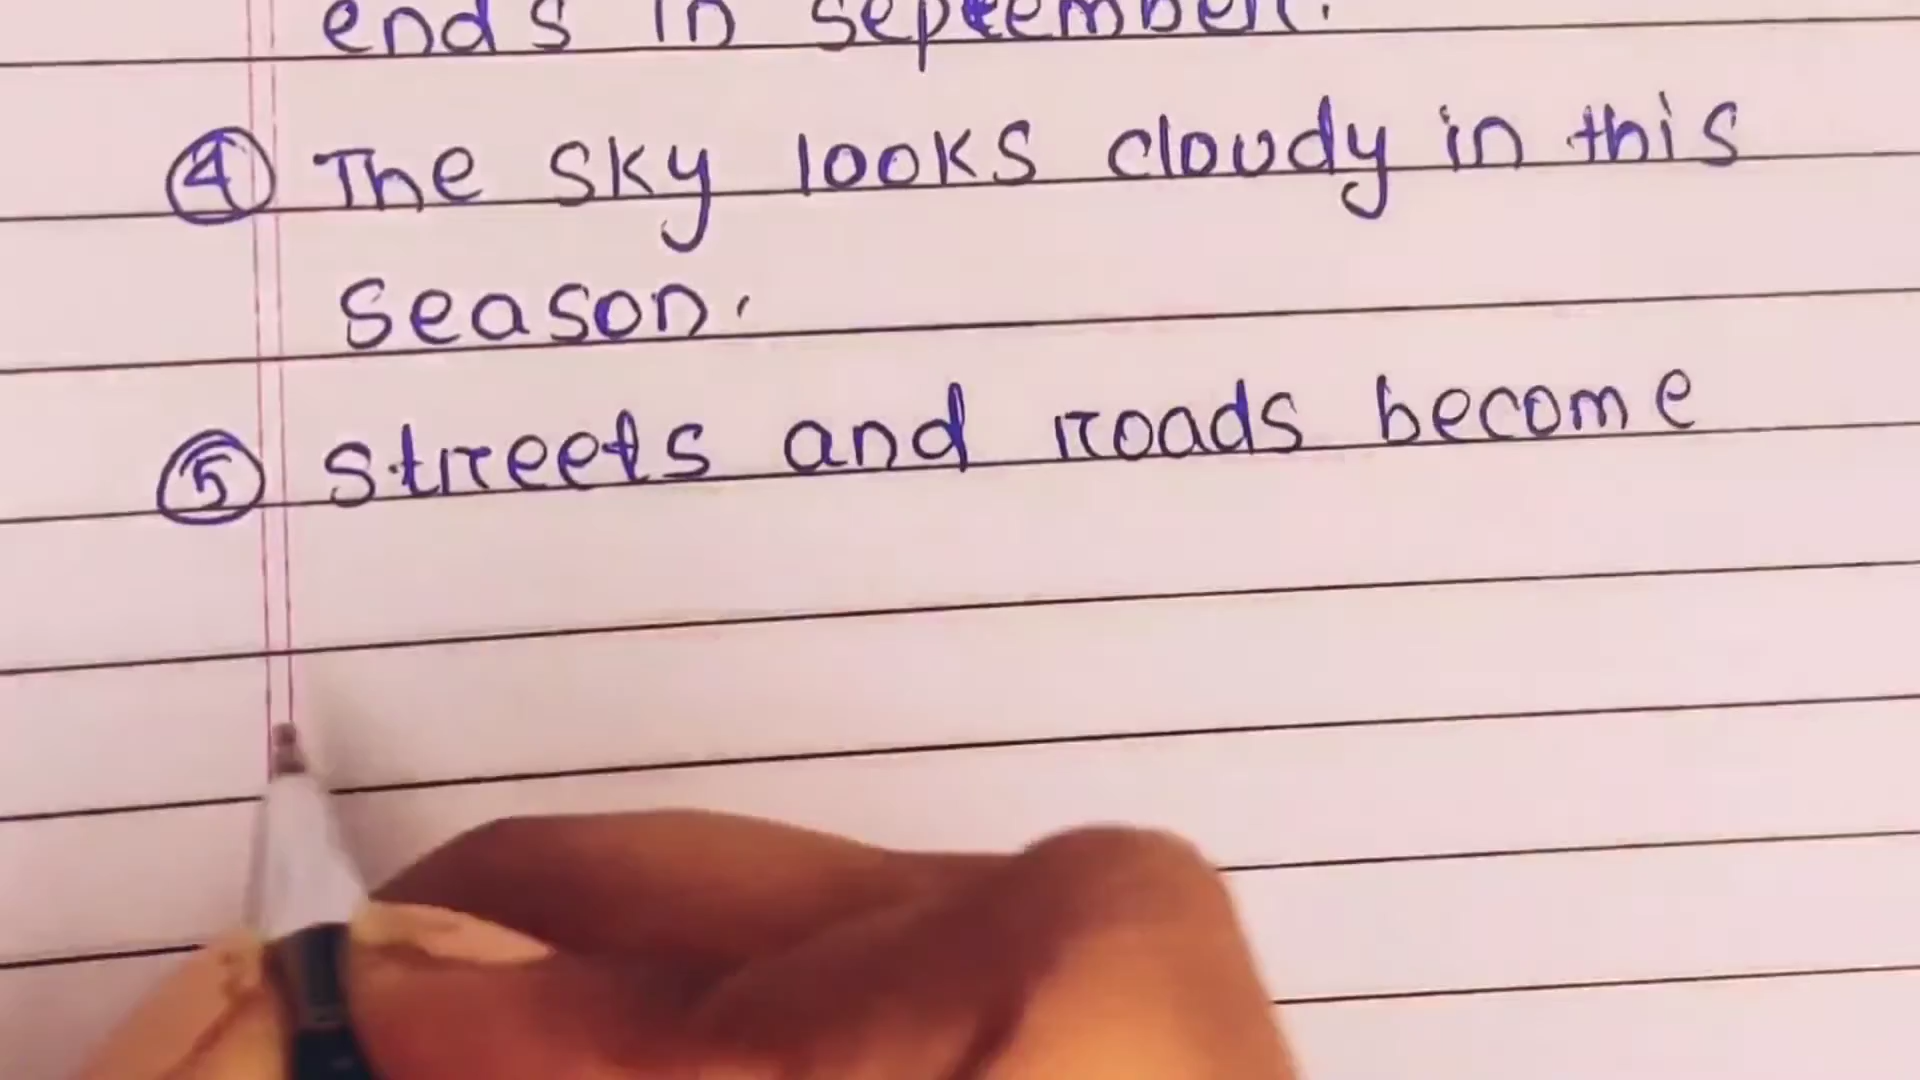 ends in september.
④ The sky looks cloudy in this
season.
⑤ streets and roads become